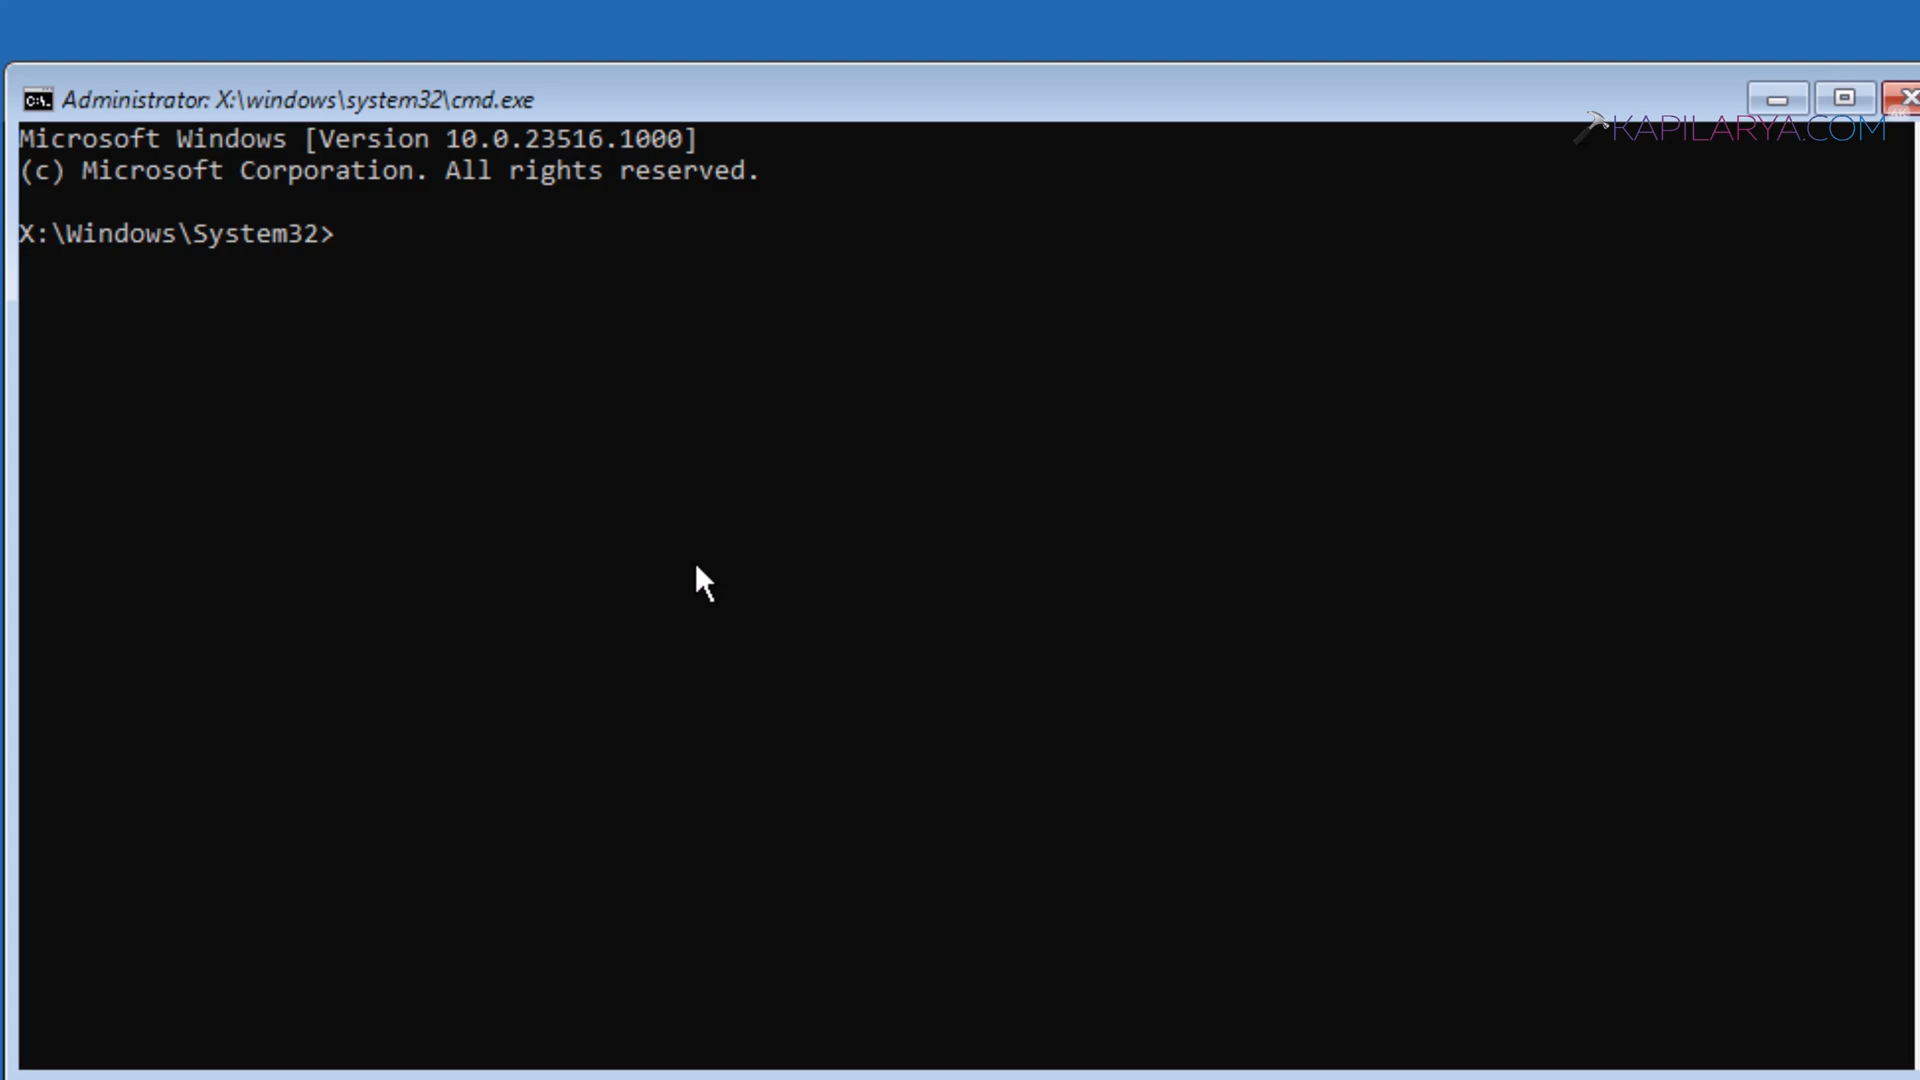 Administrator: X:\windows\system32\cmd.exe
KAPILARYA.COM
Microsoft Windows [Version 10.0.23516.1000]
(c) Microsoft Corporation. All rights reserved.
X:\Windows\System32>